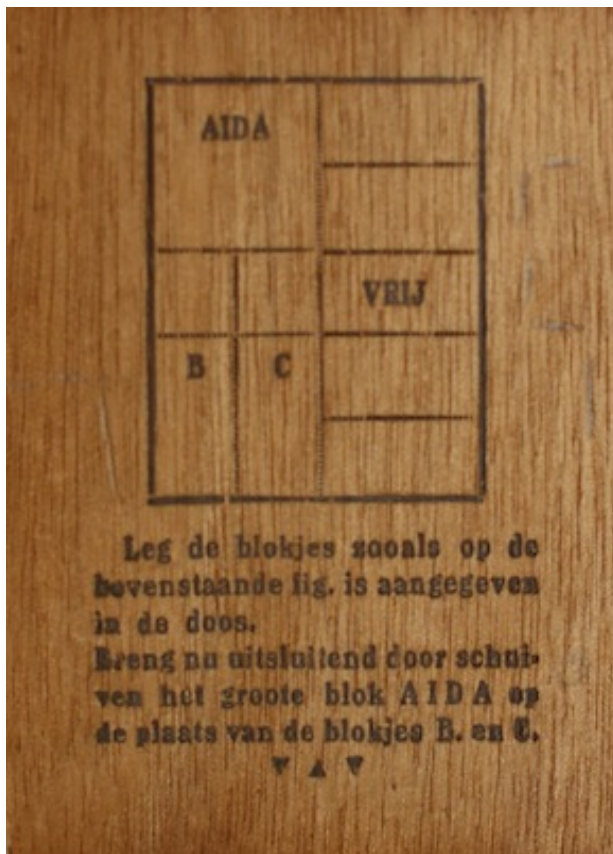 AIDA
VRIJ
B C
Leg de blokjes zooals op de
bovenstaande fig. is aangegeven
in de doos.
Breng nu uitsluitend door schui-
ven het groote blok AIDA op
de plaats van de blokjes B. en C.